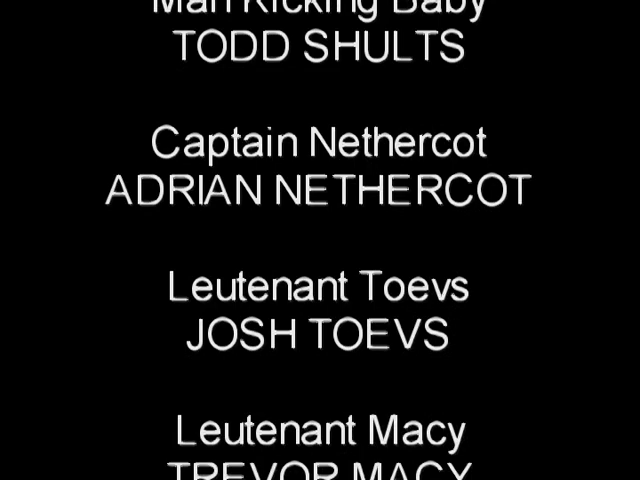 Man Kicking Baby
TODD SHULTS
Captain Nethercot
ADRIAN NETHERCOT
Leutenant Toevs
JOSH TOEVS
Leutenant Macy
TREVOR MACY